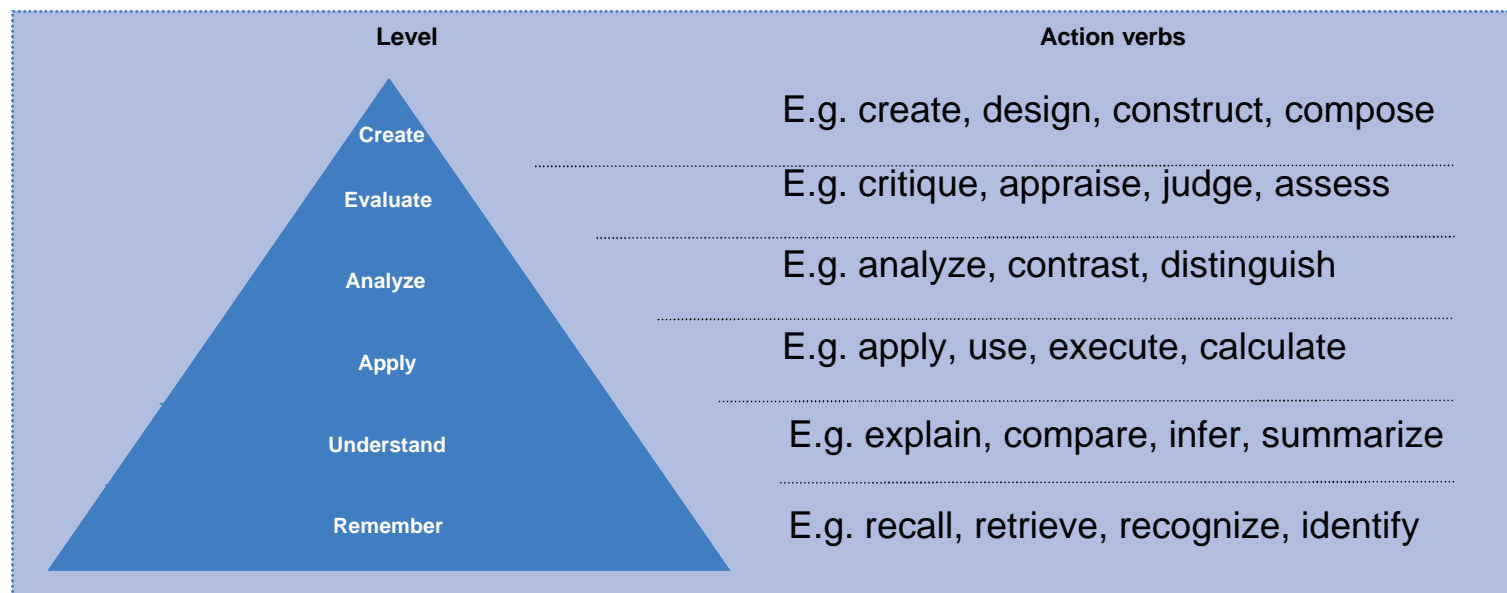 Level Action verbs
Create E.g. create, design, construct, compose
Evaluate E.g. critique, appraise, judge, assess
Analyze E.g. analyze, contrast, distinguish
Apply E.g. apply, use, execute, calculate
Understand E.g. explain, compare, infer, summarize
Remember E.g. recall, retrieve, recognize, identify